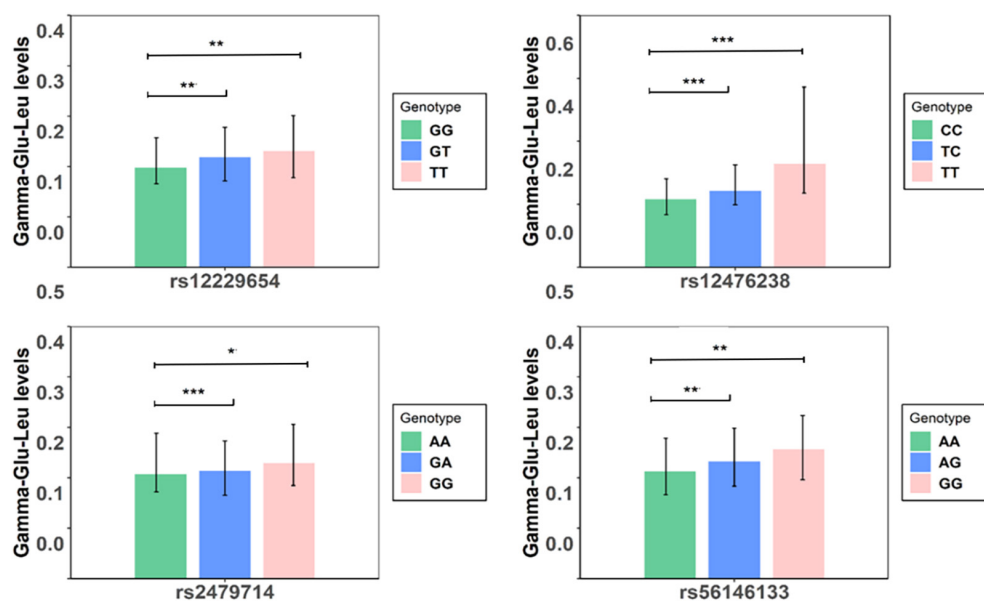 Gamma-Glu-Leu levels
0.4
0.3
0.2
0.1
0.0
**
**
rs12229654
Genotype
GG
GT
TT
Gamma-Glu-Leu levels
0.6
0.4
0.2
0.0
***
***
rs12476238
Genotype
CC
TC
TT
0.5
Gamma-Glu-Leu levels
0.4
0.3
0.2
0.1
0.0
*
***
rs2479714
Genotype
AA
GA
GG
0.5
Gamma-Glu-Leu levels
0.4
0.3
0.2
0.1
0.0
**
**
rs56146133
Genotype
AA
AG
GG